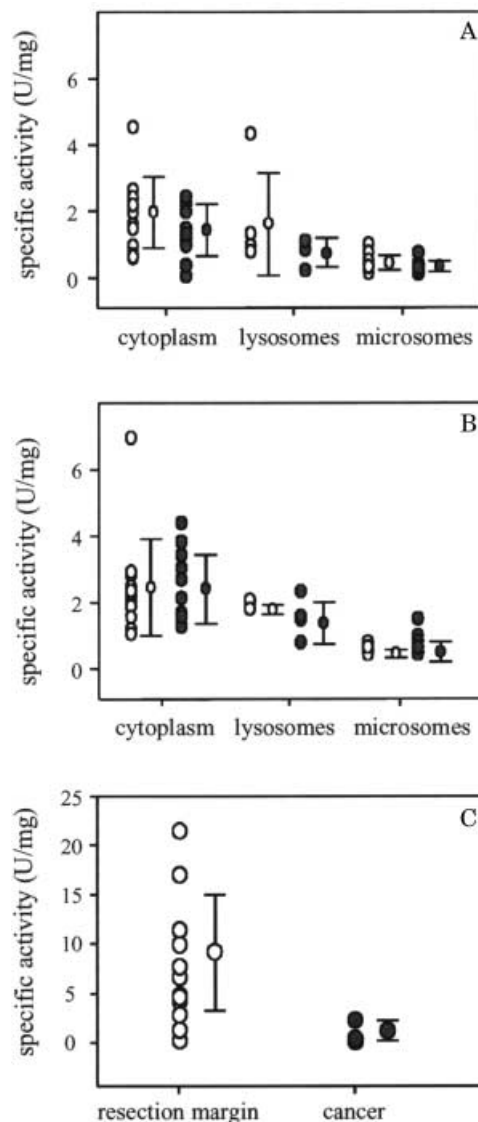 A
specific activity (U/mg)
6
4
2
0
cytoplasm lysosomes microsomes
B
specific activity (U/mg)
6
4
2
0
cytoplasm lysosomes microsomes
C
specific activity (U/mg)
25
20
15
10
5
0
resection margin cancer